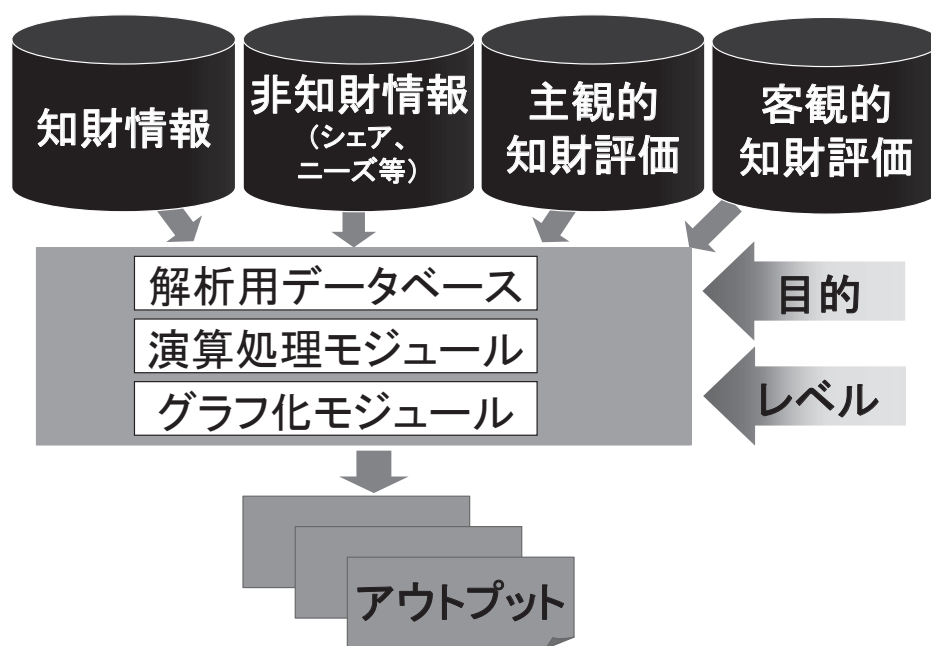 知財情報
非知財情報
(シェア、
ニーズ等)
主観的
知財評価
客観的
知財評価
解析用データベース
演算処理モジュール
グラフ化モジュール
目的
レベル
アウトプット